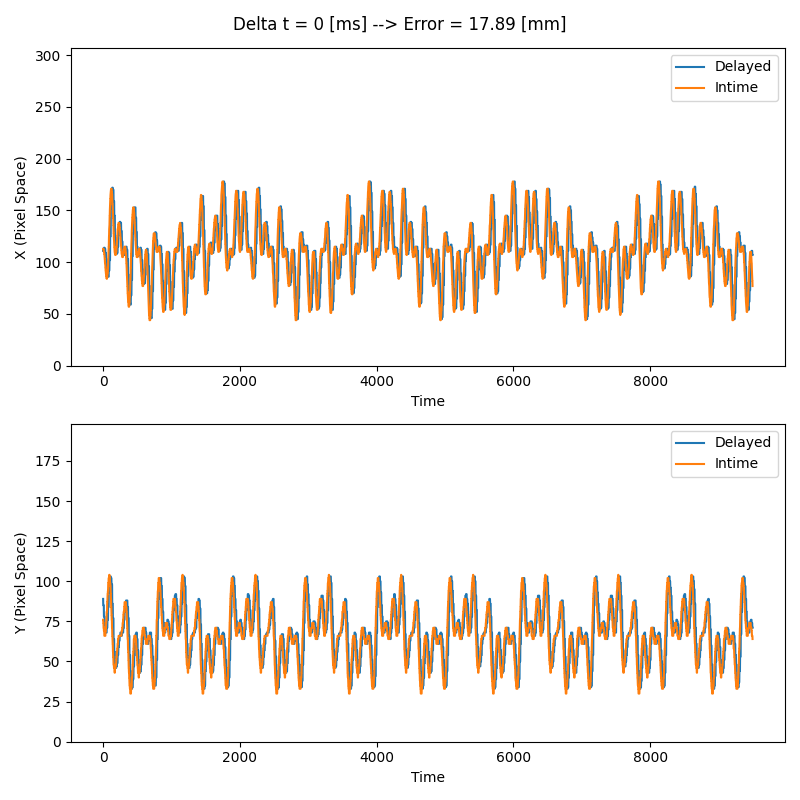 Delta t = 0 [ms] --> Error = 17.89 [mm]
300
250
200
150
100
50
0
X (Pixel Space)
Delayed
Intime
0 2000 4000 6000 8000
Time
175
150
125
100
75
50
25
0
Y (Pixel Space)
Delayed
Intime
0 2000 4000 6000 8000
Time